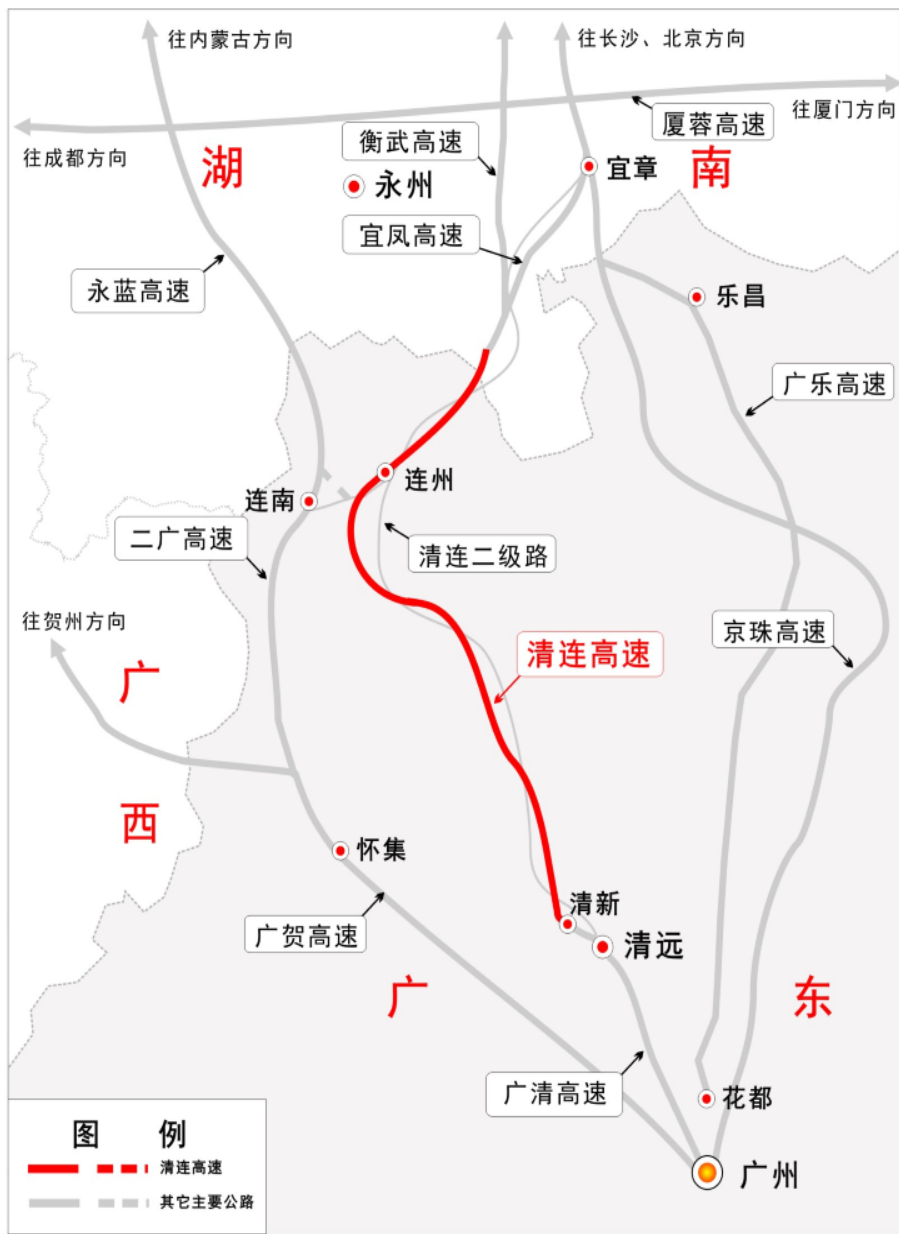 往内蒙古方向
往长沙、北京方向
往厦门方向
厦蓉高速
往成都方向
衡武高速
湖
南
宜章
永州
宜凤高速
永蓝高速
乐昌
广乐高速
连州
连南
二广高速
清连二级路
往贺州方向
京珠高速
清连高速
广
西
怀集
清新
广贺高速
清远
广
东
广清高速
花都
广州
图 例
清连高速
其它主要公路